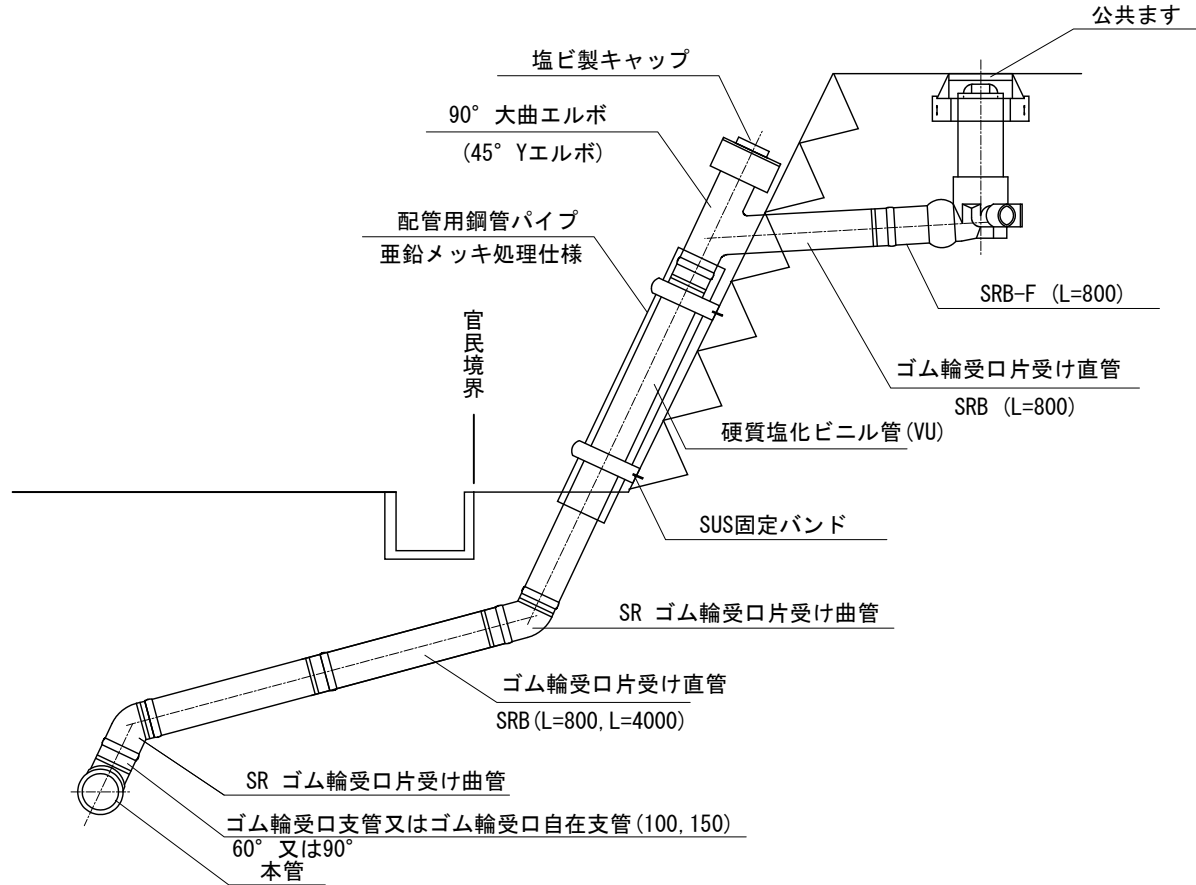 公共ます
塩ビ製キャップ
90° 大曲エルボ
(45° Yエルボ)
配管用鋼管パイプ
亜鉛メッキ処理仕様
官民境界
SRB-F (L=800)
ゴム輪受口片受け直管
SRB (L=800)
硬質塩化ビニル管(VU)
SUS固定バンド
SR ゴム輪受口片受け曲管
ゴム輪受口片受け直管
SRB(L=800, L=4000)
SR ゴム輪受口片受け曲管
ゴム輪受口支管又はゴム輪受口自在支管(100, 150)
60° 又は90°
本管